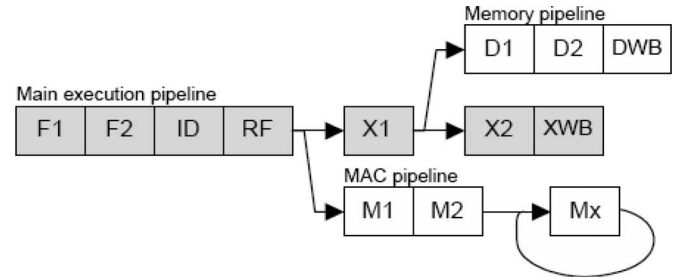 Memory pipeline
D1 D2 DWB
Main execution pipeline
F1 F2 ID RF X1 X2 XWB
MAC pipeline
M1 M2 Mx